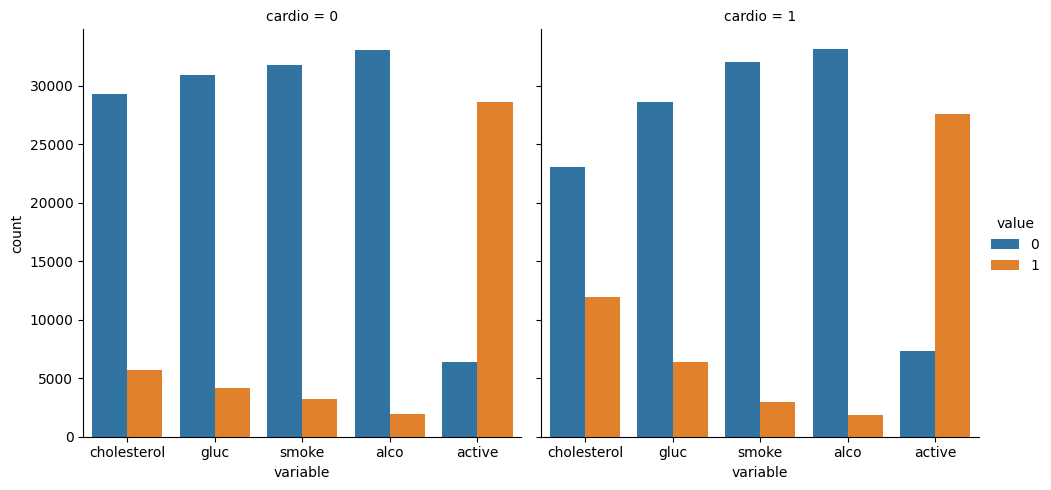 cardio = 0
cardio = 1
30000
25000
20000
15000
10000
5000
0
count
cholesterol gluc smoke alco active
variable
cholesterol gluc smoke alco active
variable
value
0
1